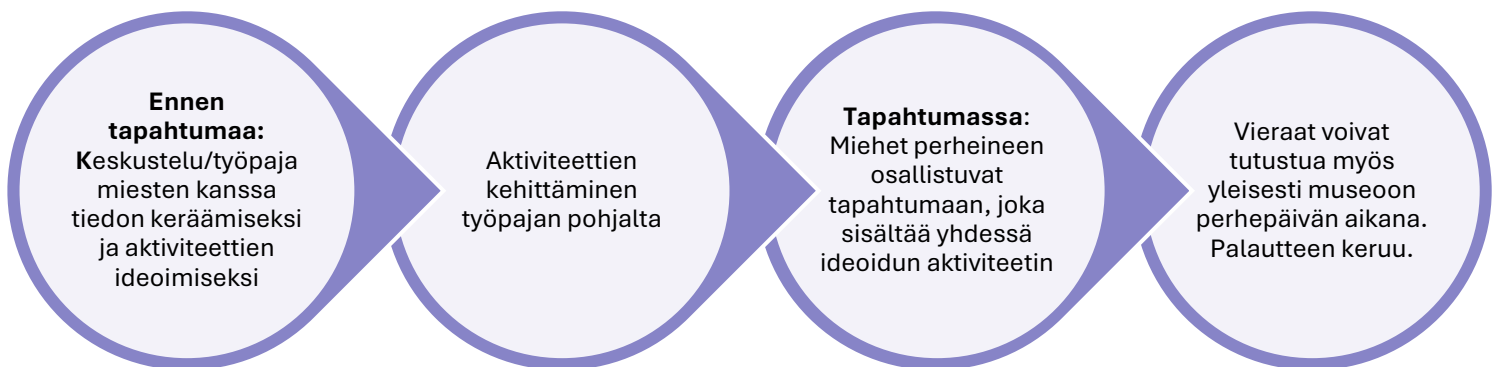 Ennen
tapahtumaa:
Keskustelu/työpaja
miesten kanssa
tiedon keräämiseksi
ja aktiviteettien
ideoimiseksi
Aktiviteettien
kehittäminen
työpajan pohjalta
Tapahtumassa:
Miehet perheineen
osallistuvat
tapahtumaan, joka
sisältää yhdessä
ideoidun aktiviteetin
Vieraat voivat
tutustua myös
yleisesti museoon
perhepäivän aikana.
Palautteen keruu.